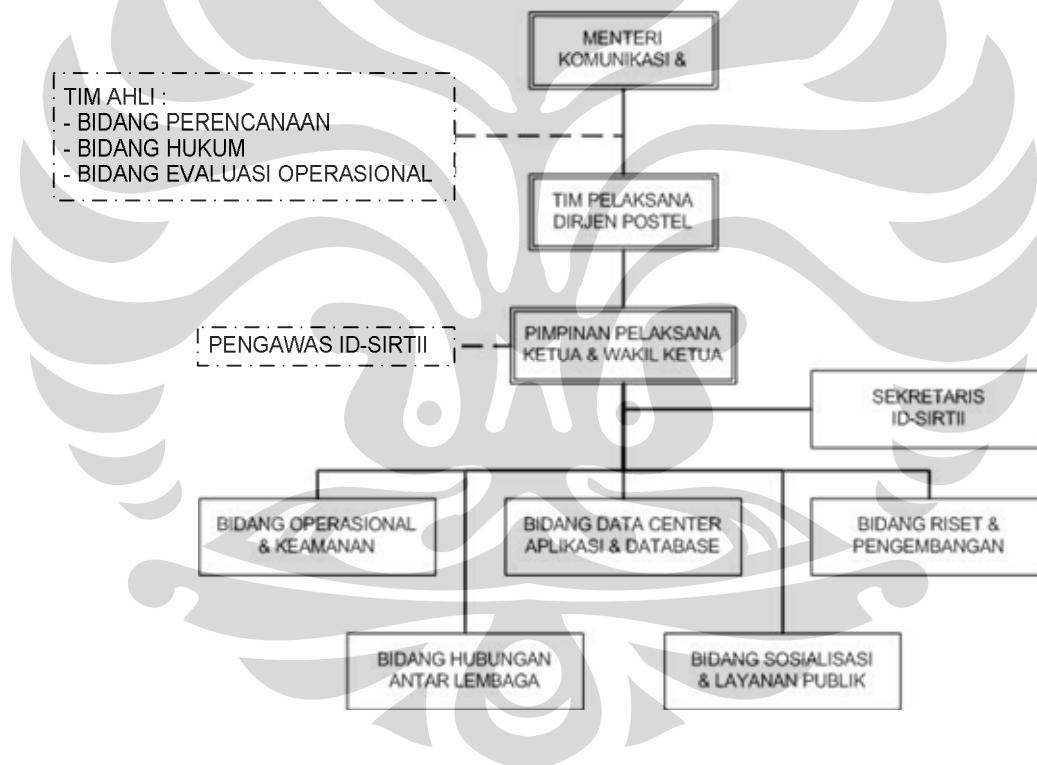 MENTERI
KOMUNIKASI &
TIM AHLI :
- BIDANG PERENCANAAN
- BIDANG HUKUM
- BIDANG EVALUASI OPERASIONAL
TIM PELAKSANA
DIRJEN POSTEL
PENGAWAS ID-SIRTII
PIMPINAN PELAKSANA
KETUA & WAKIL KETUA
SEKRETARIS
ID-SIRTII
BIDANG OPERASIONAL
& KEAMANAN
BIDANG DATA CENTER
APLIKASI & DATABASE
BIDANG RISET &
PENGEMBANGAN
BIDANG HUBUNGAN
ANTAR LEMBAGA
BIDANG SOSIALISASI
& LAYANAN PUBLIK